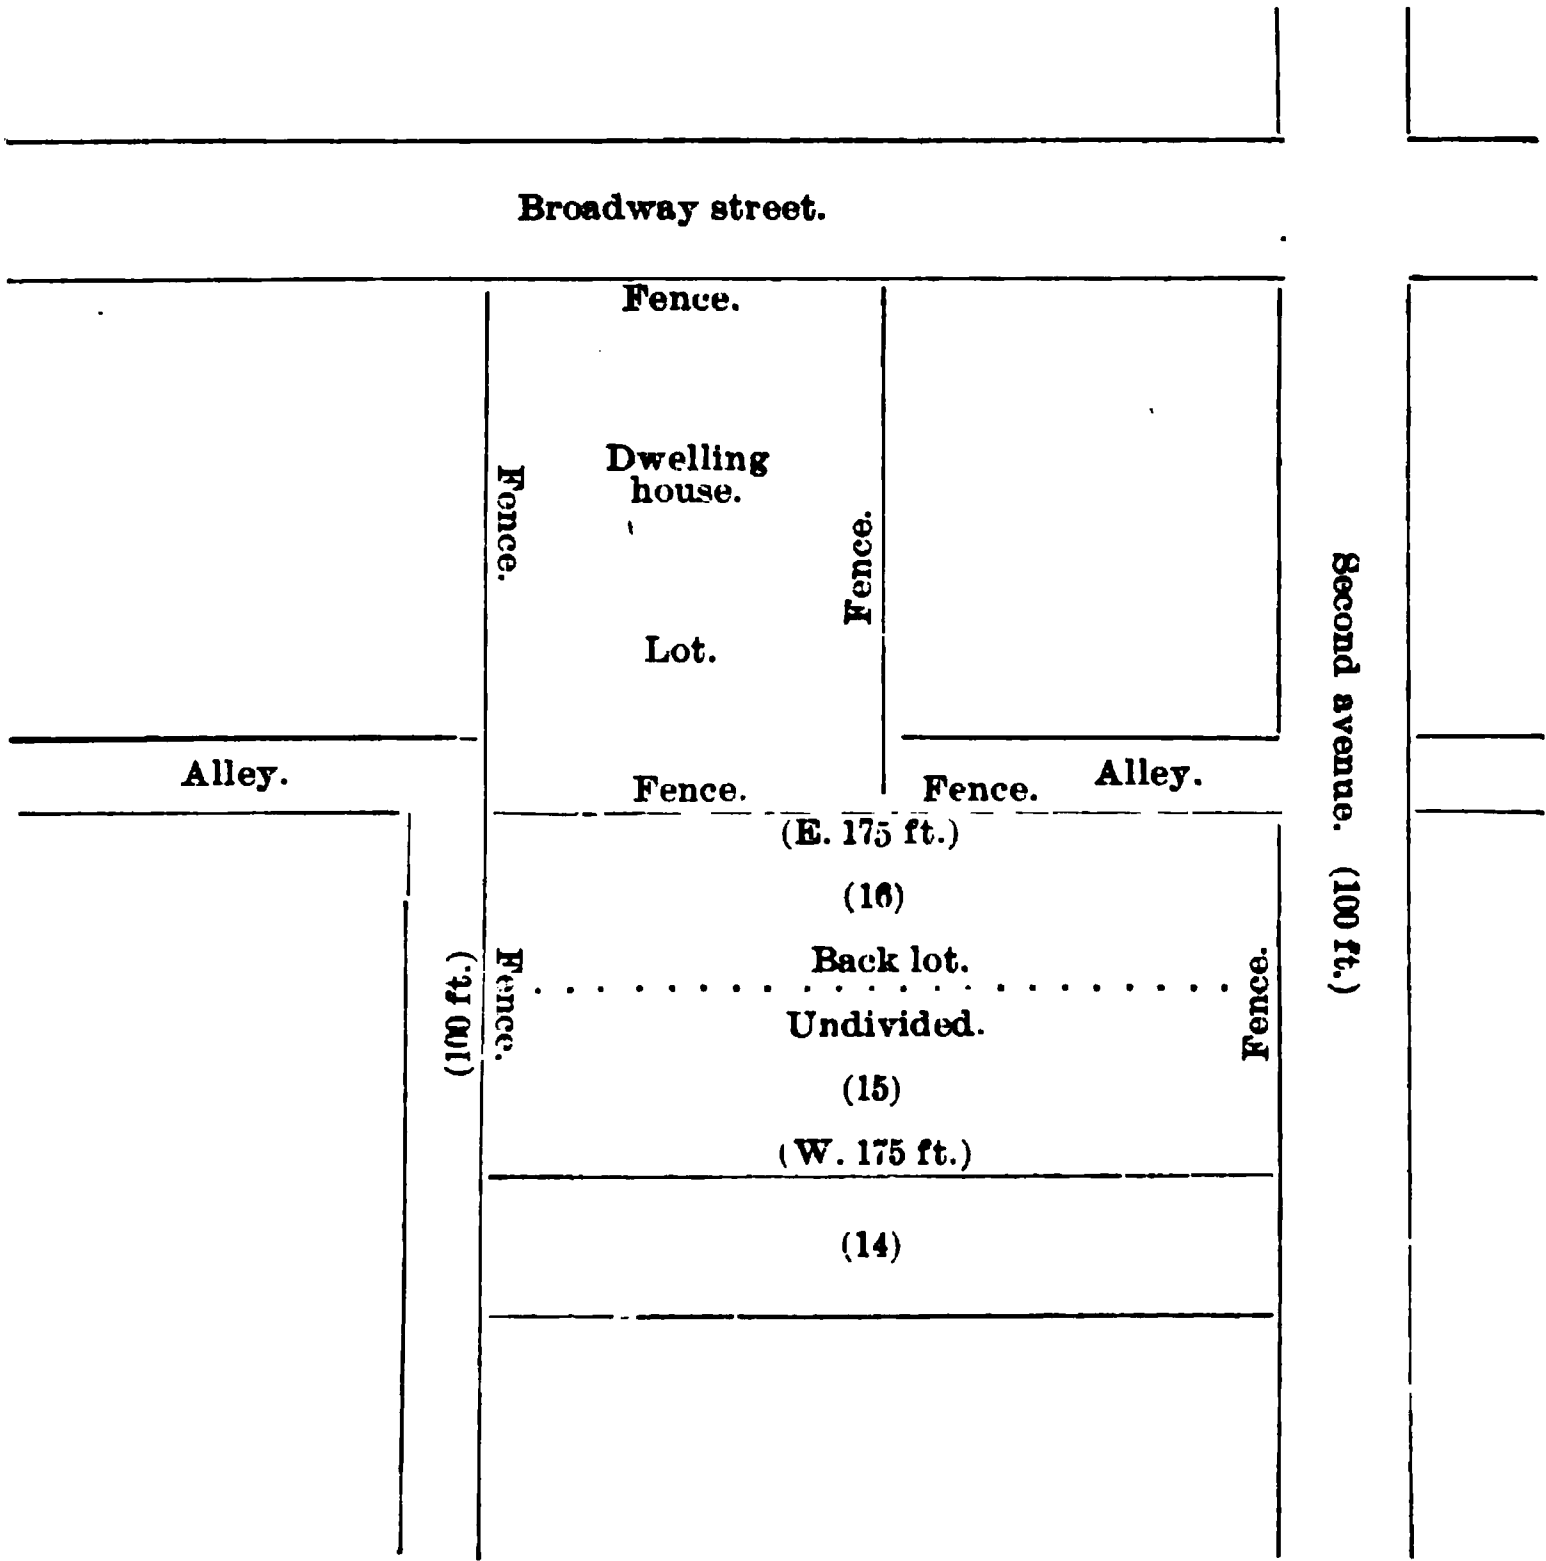 Broadway street.
Fence.
Dwelling
house.
Fence.
Fence.
Lot.
Second avenue. (100 ft.)
Alley.
Alley.
Fence.
Fence.
(E. 175 ft.)
(16)
Back lot.
(100 ft.)
Fence.
Fence.
Undivided.
(15)
(W. 175 ft.)
(14)